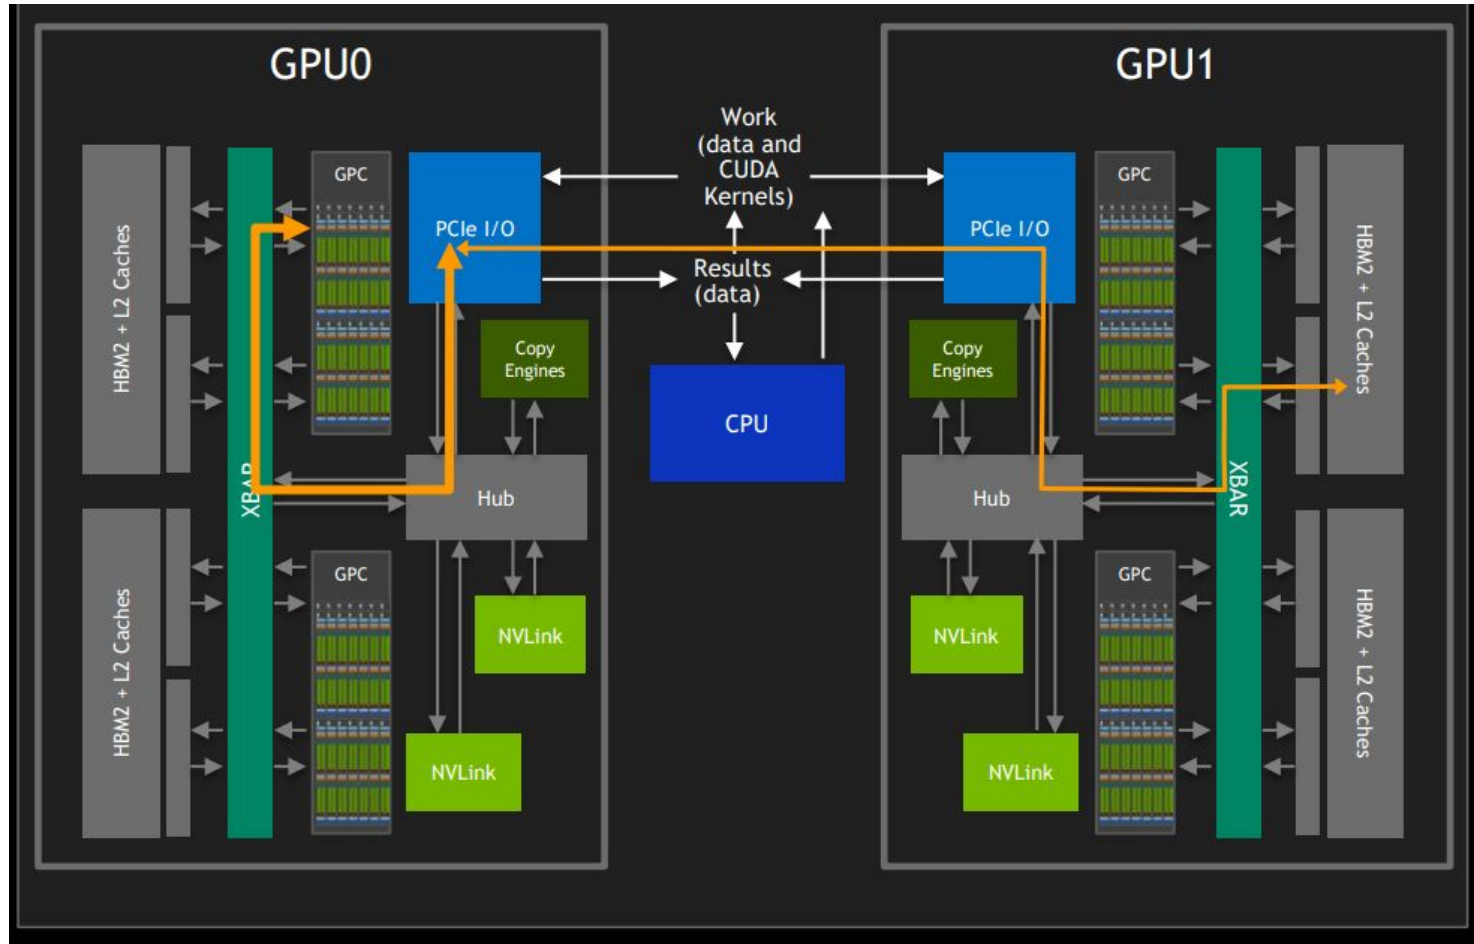 GPU0
GPU1
Work
(data and
CUDA
Kernels)
GPC
PCIe I/O
PCIe I/O
GPC
HBM2 + L2 Caches
HBM2 + L2 Caches
Results
(data)
Copy
Engines
Copy
Engines
CPU
XBAR
Hub
Hub
XBAR
GPC
GPC
HBM2 + L2 Caches
HBM2 + L2 Caches
NVLink
NVLink
NVLink
NVLink